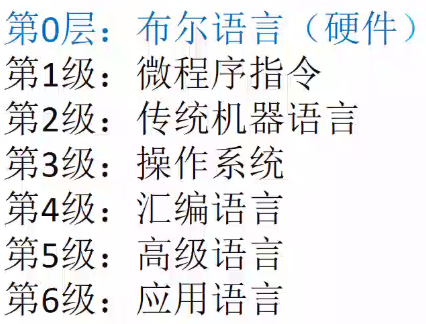 第0层：布尔语言（硬件）
第1级：微程序指令
第2级：传统机器语言
第3级：操作系统
第4级：汇编语言
第5级：高级语言
第6级：应用语言